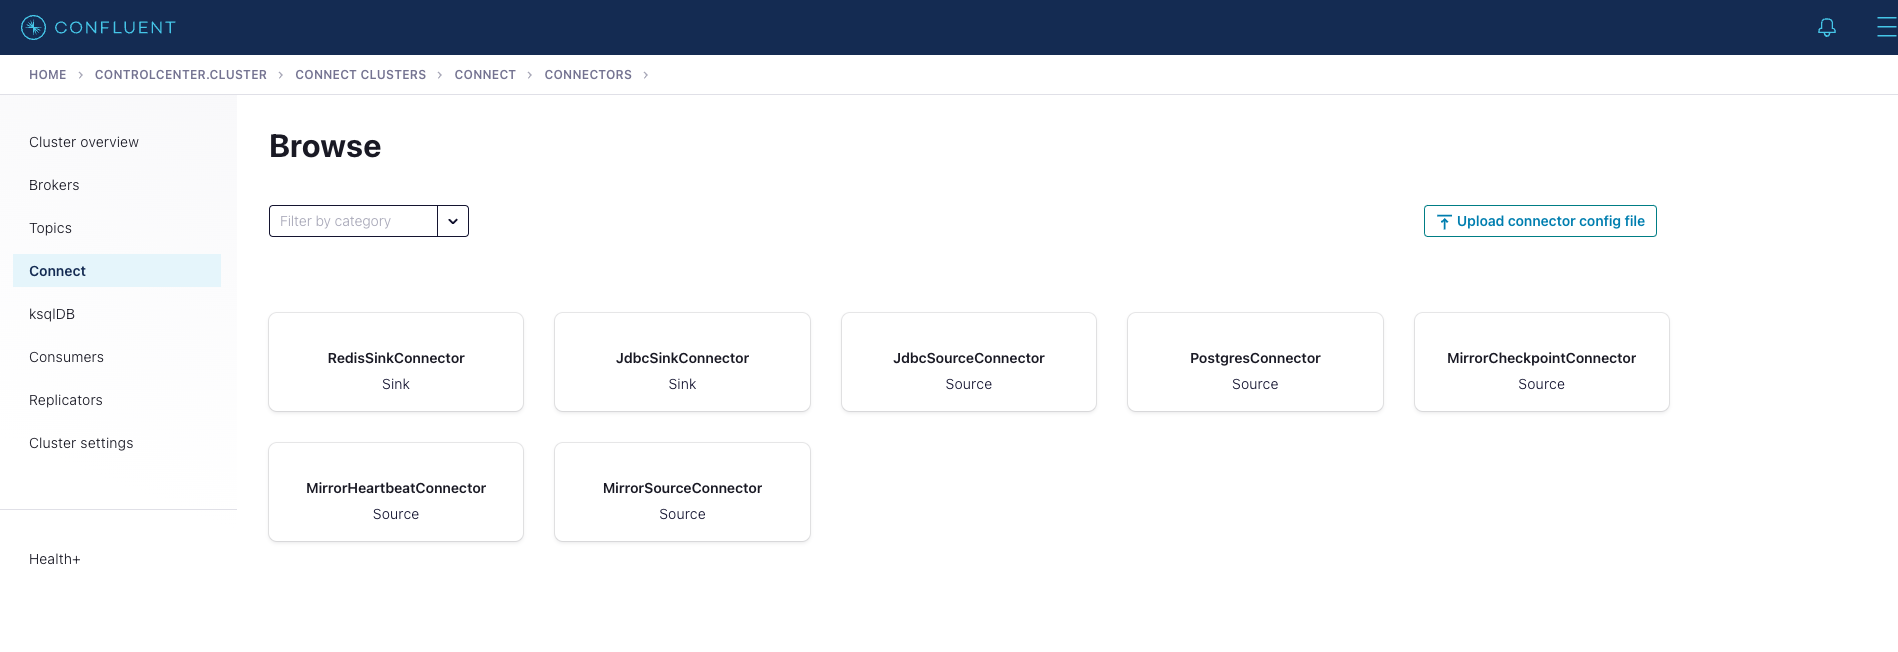 CONFLUENT
HOME > CONTROLCENTER.CLUSTER > CONNECT CLUSTERS > CONNECT > CONNECTORS >
Cluster overview
Brokers
Topics
Connect
ksqlDB
Consumers
Replicators
Cluster settings
Health+
Browse
Filter by category
Upload connector config file
RedisSinkConnector
Sink
JdbcSinkConnector
Sink
JdbcSourceConnector
Source
PostgresConnector
Source
MirrorCheckpointConnector
Source
MirrorHeartbeatConnector
Source
MirrorSourceConnector
Source